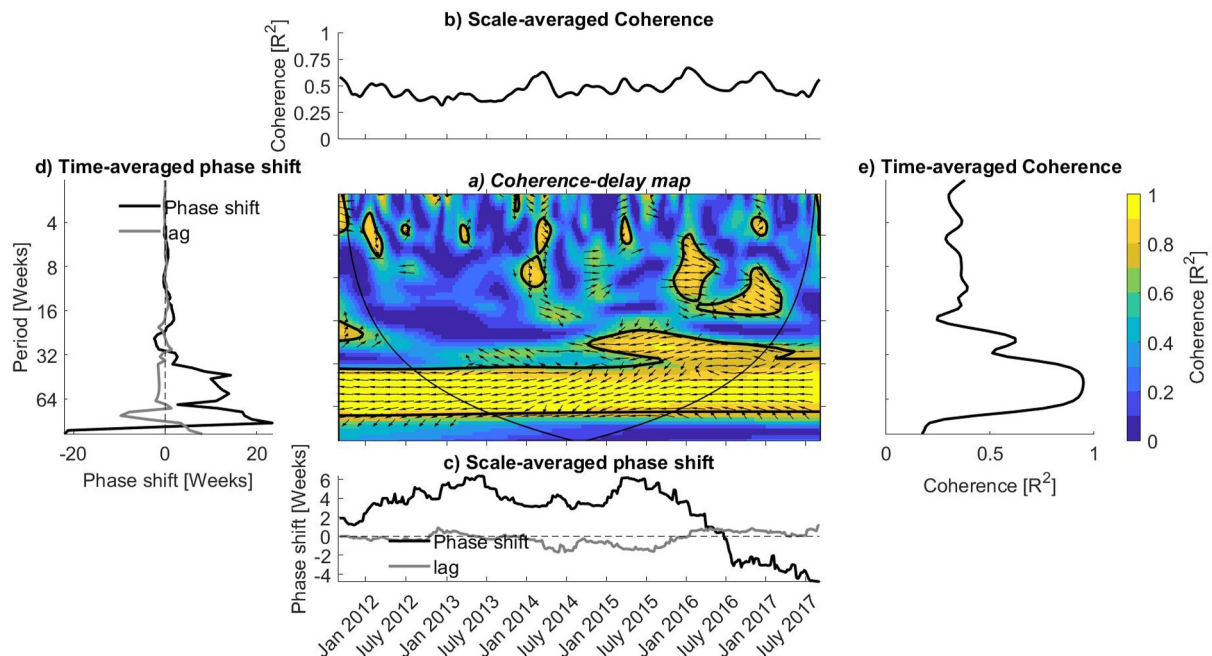 b) Scale-averaged Coherence
Coherence [R²]
1
0.75
0.5
0.25
0
d) Time-averaged phase shift
Period [Weeks]
4
8
16
32
64
Phase shift
lag
-20
0
20
Phase shift [Weeks]
a) Coherence-delay map
e) Time-averaged Coherence
0
0.5
1
Coherence [R²]
1
0.8
0.6
0.4
0.2
0
Coherence [R²]
c) Scale-averaged phase shift
Phase shift [Weeks]
6
4
2
0
-2
-4
Phase shift
lag
Jan 2012
July 2012
Jan 2013
July 2013
Jan 2014
July 2014
Jan 2015
July 2015
Jan 2016
July 2016
Jan 2017
July 2017